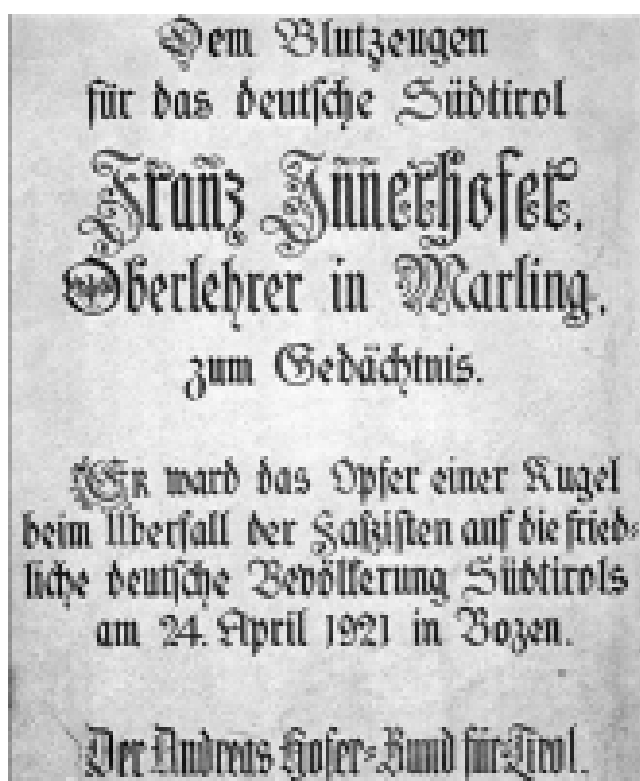 Dem Blutzeugen
für das deutsche Südtirol
Franz Innerhofer.
Oberlehrer in Marling,
zum Gedächtnis.
Er ward das Opfer einer Kugel
beim Überfall der Faszisten auf die fried-
liche deutsche Bevölkerung Südtirols
am 24. April 1921 in Bozen.
Der Andreas Hofer-Bund für Tirol.